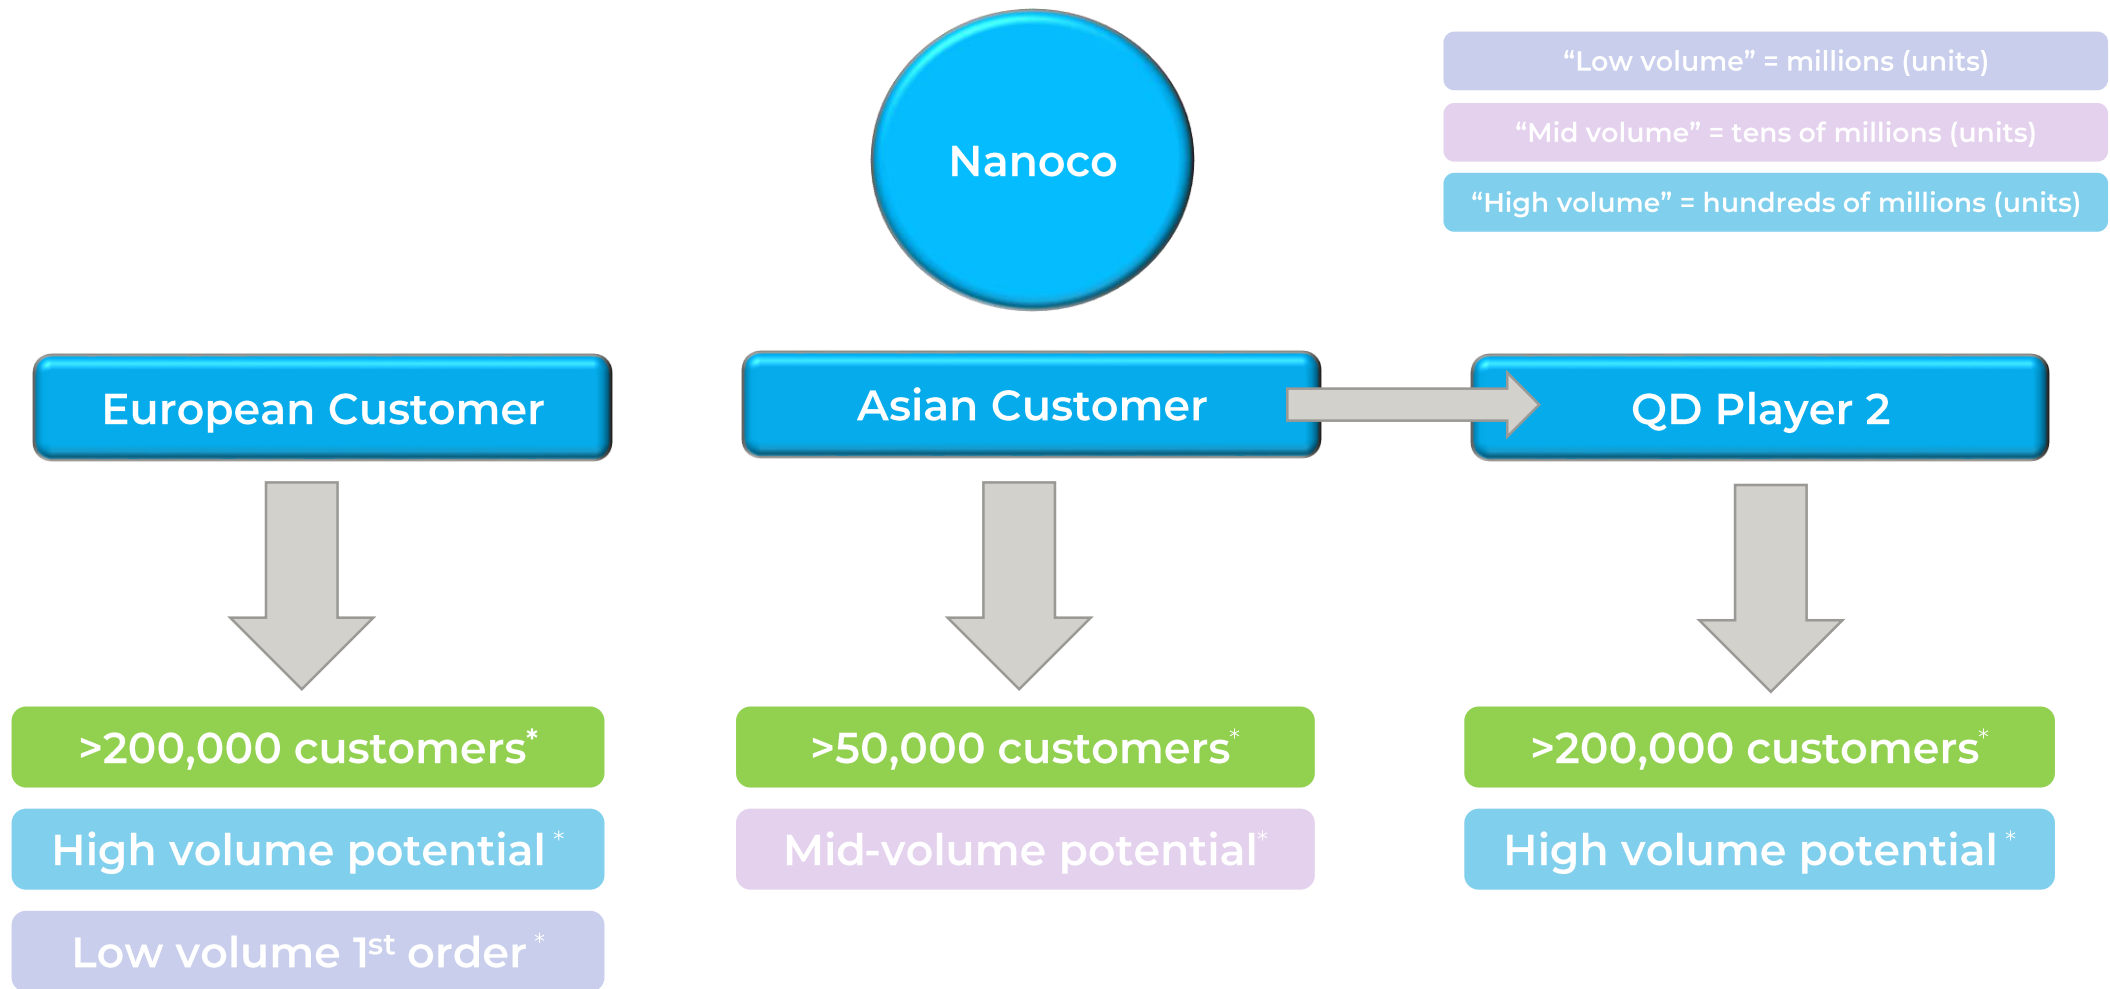 Nanoco
“Low volume” = millions (units)
“Mid volume” = tens of millions (units)
“High volume” = hundreds of millions (units)
European Customer
Asian Customer
QD Player 2
>200,000 customers*
>50,000 customers*
>200,000 customers*
High volume potential *
Mid-volume potential*
High volume potential *
Low volume 1st order *